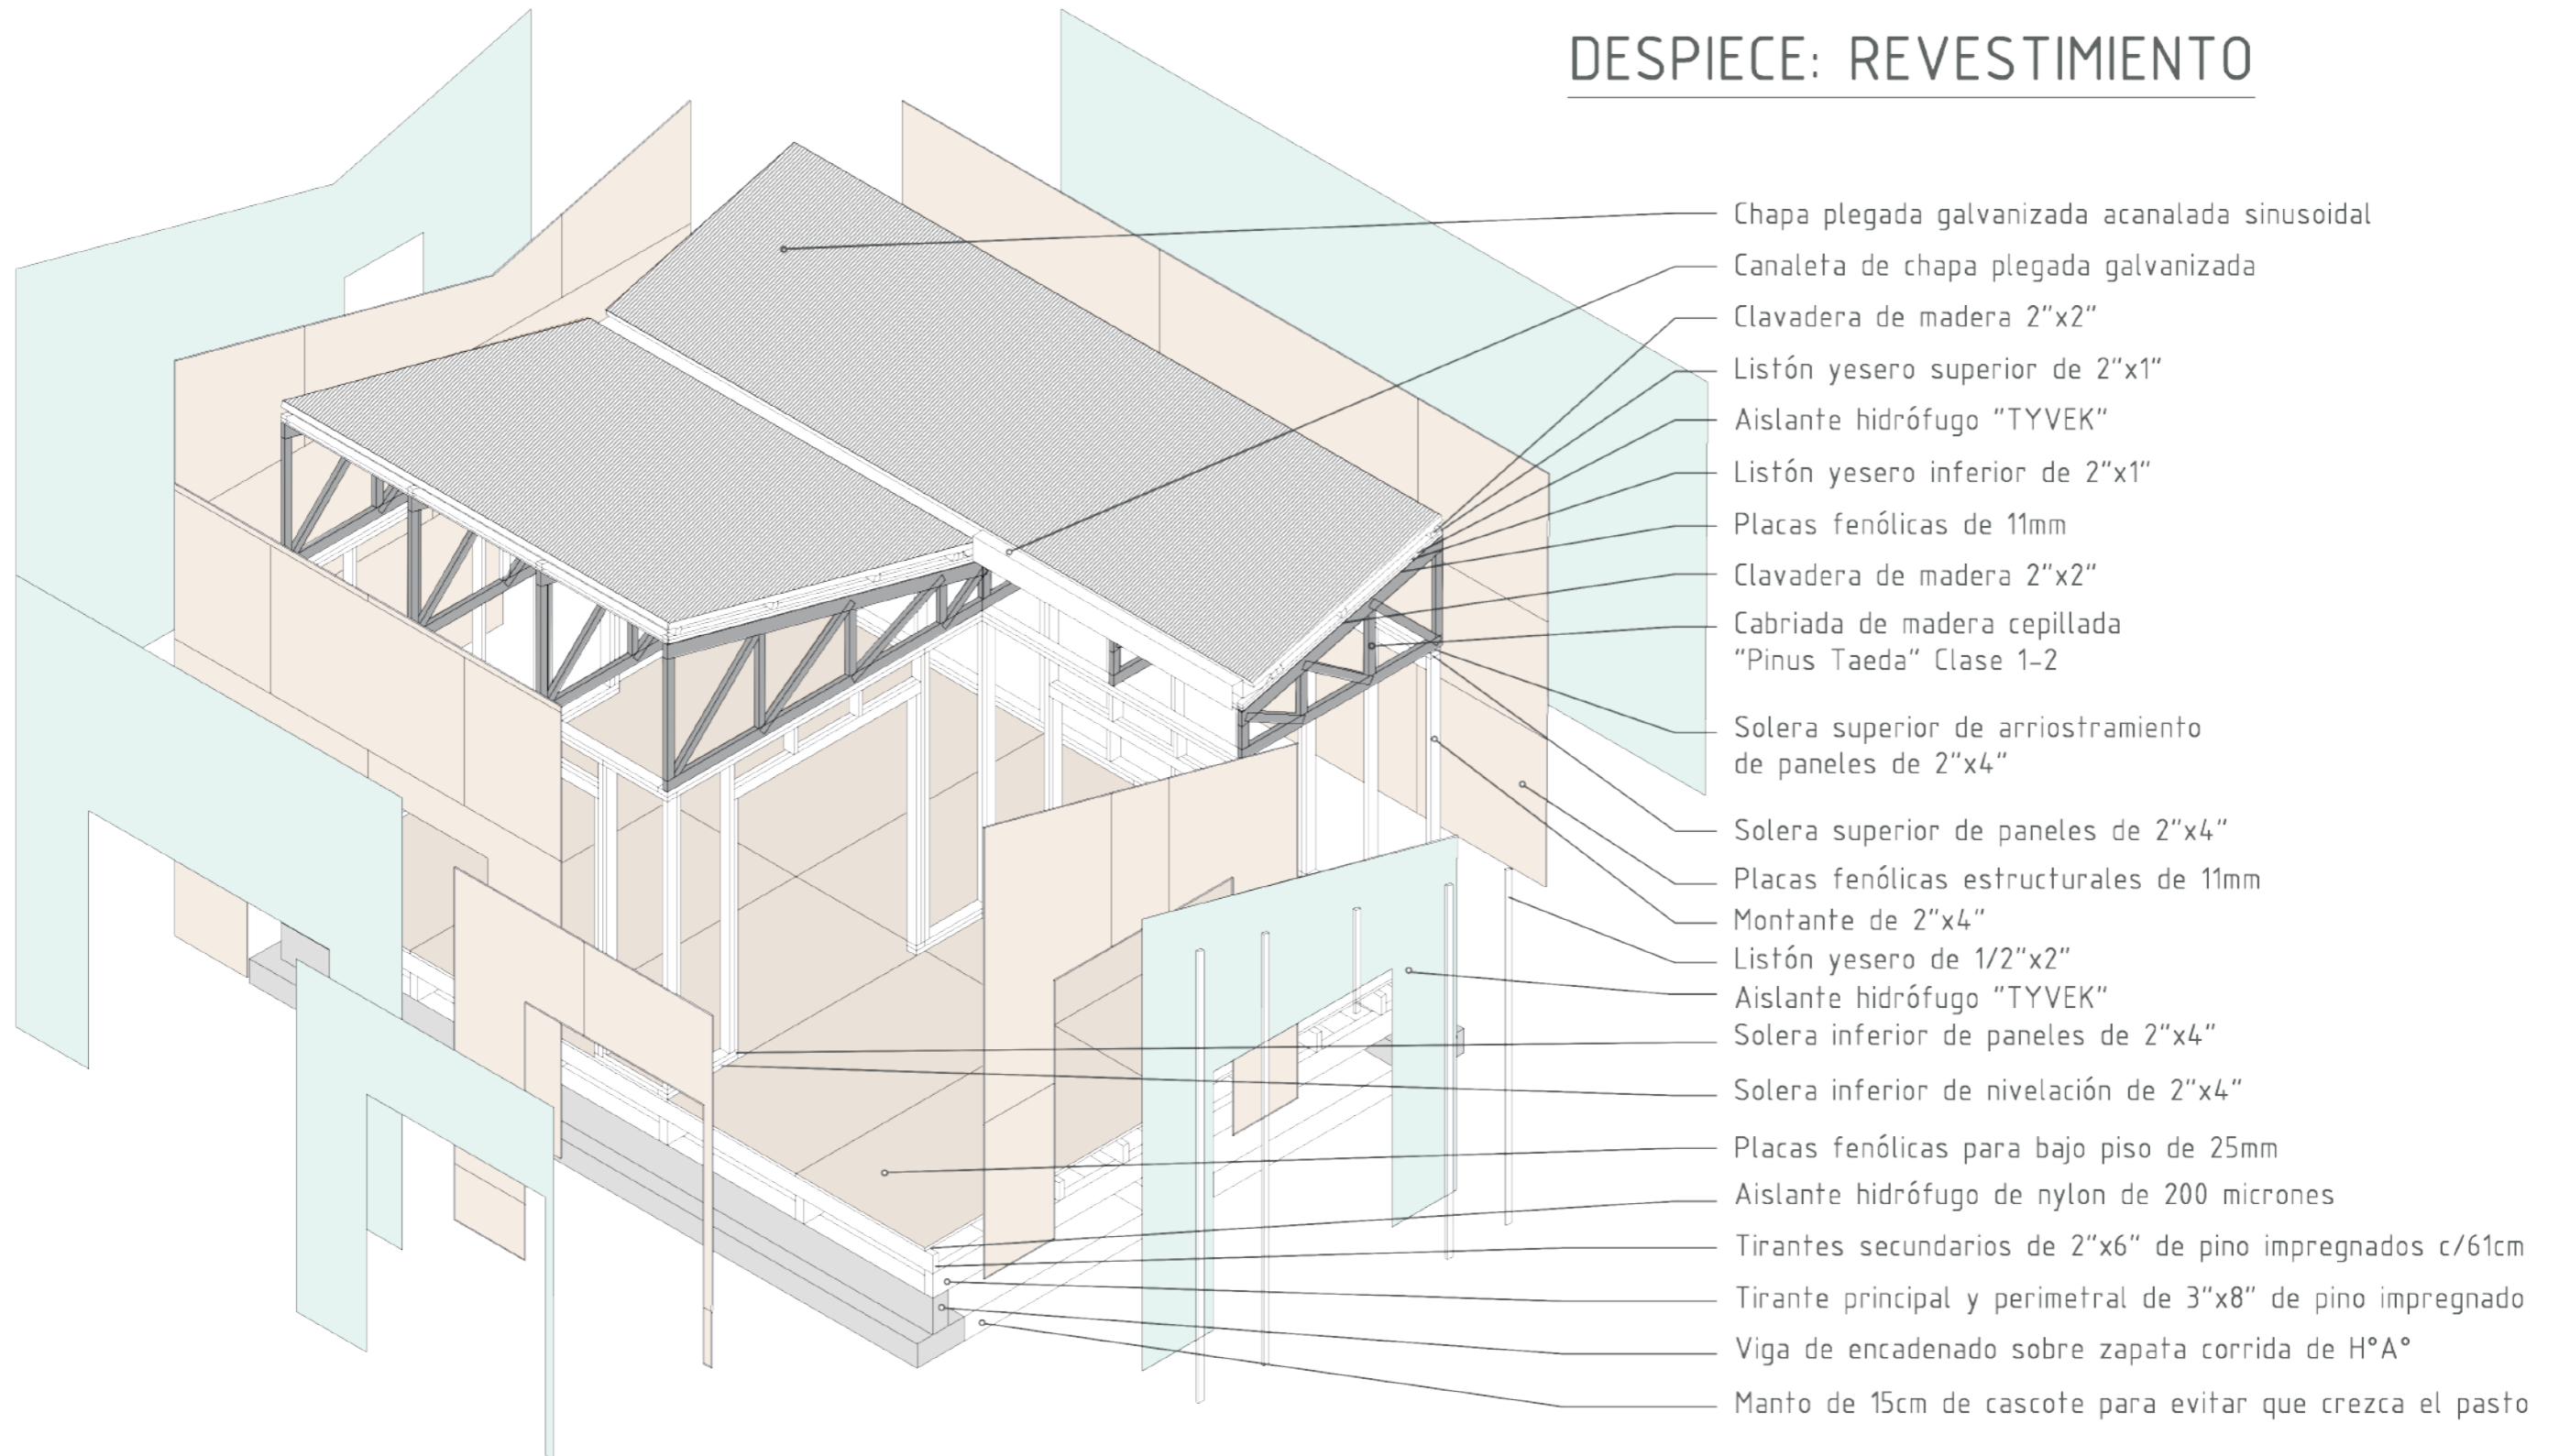 DESPIECE: REVESTIMIENTO
Chapa plegada galvanizada acanalada sinusoidal
Canaleta de chapa plegada galvanizada
Clavadera de madera 2"x2"
Listón yesero superior de 2"x1"
Aislante hidrófugo "TYVEK"
Listón yesero inferior de 2"x1"
Placas fenólicas de 11mm
Clavadera de madera 2"x2"
Cabriada de madera cepillada
"Pinus Taeda" Clase 1-2
Solera superior de arriostramiento
de paneles de 2"x4"
Solera superior de paneles de 2"x4"
Placas fenólicas estructurales de 11mm
Montante de 2"x4"
Listón yesero de 1/2"x2"
Aislante hidrófugo "TYVEK"
Solera inferior de paneles de 2"x4"
Solera inferior de nivelación de 2"x4"
Placas fenólicas para bajo piso de 25mm
Aislante hidrófugo de nylon de 200 micrones
Tirantes secundarios de 2"x6" de pino impregnados c/61cm
Tirante principal y perimetral de 3"x8" de pino impregnado
Viga de encadenado sobre zapata corrida de H°A°
Manto de 15cm de cascote para evitar que crezca el pasto